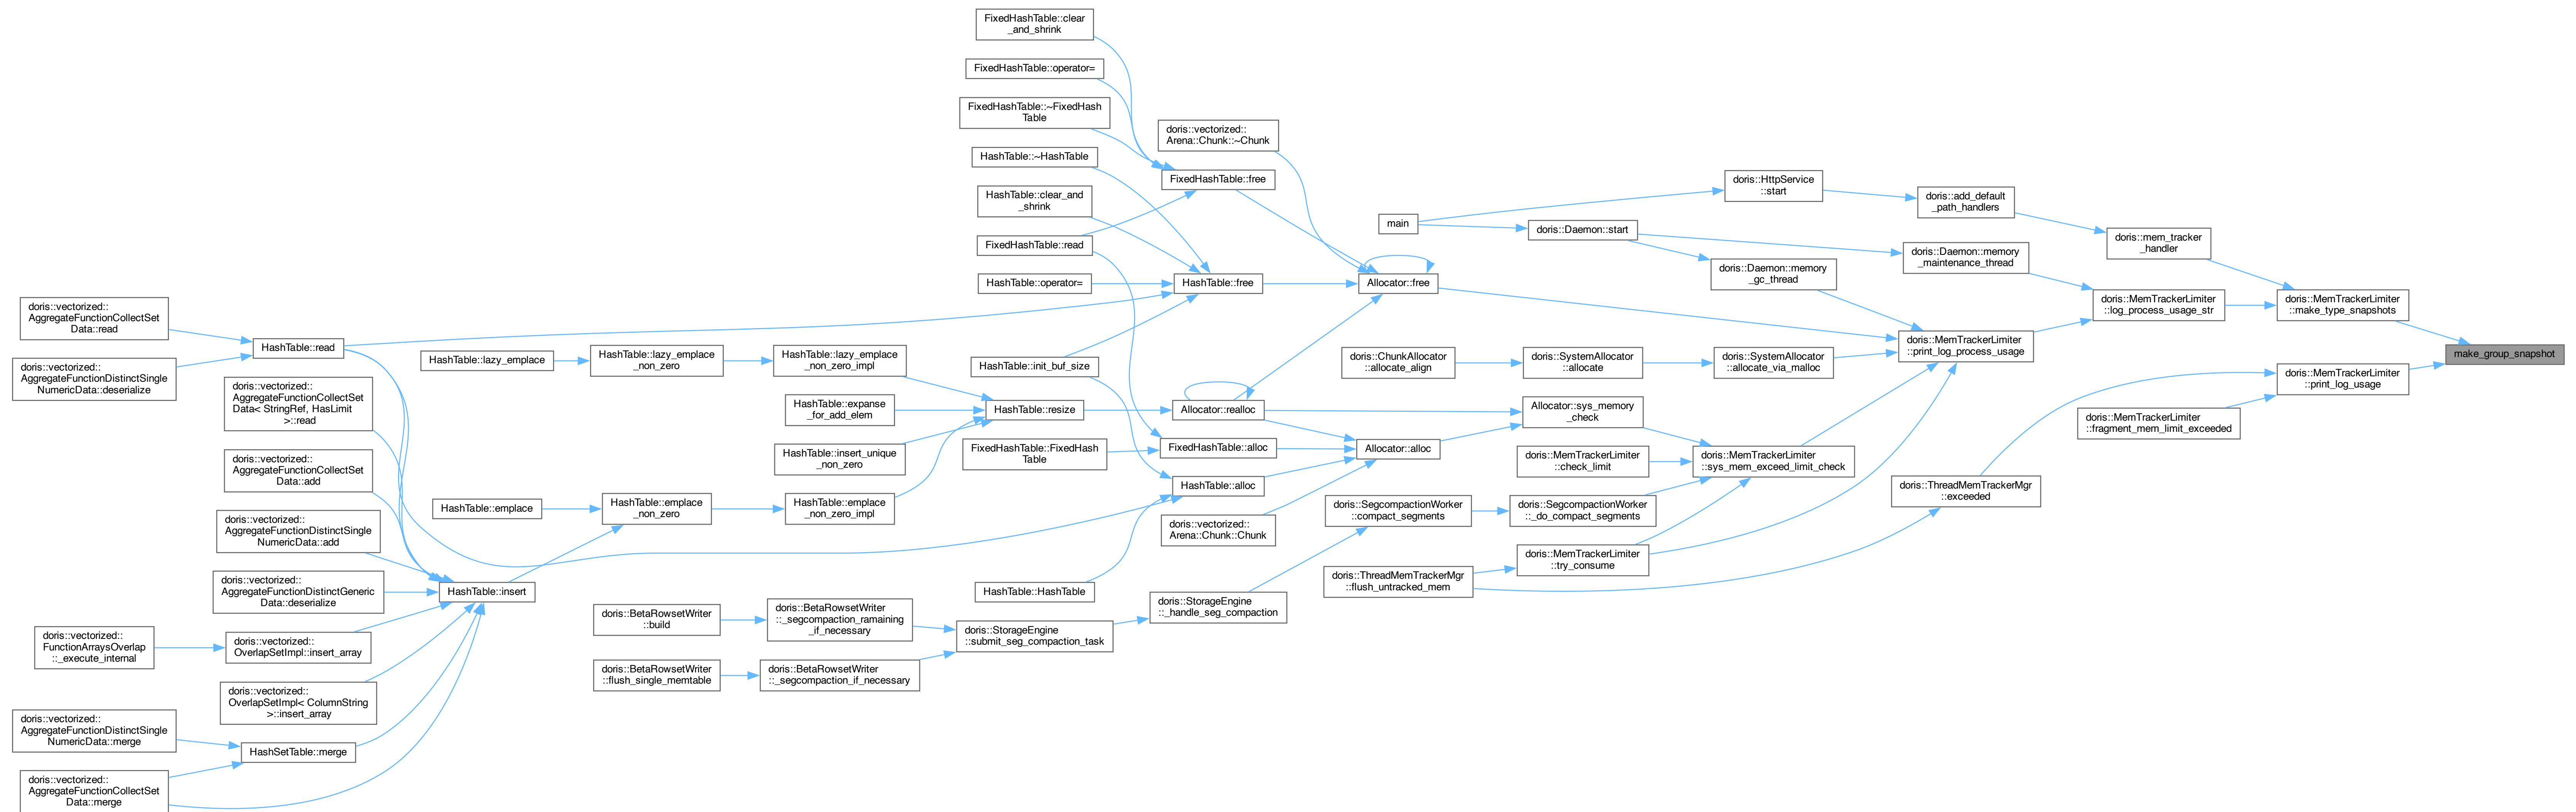 FixedHashTable::clear
_and_shrink
FixedHashTable::operator=
FixedHashTable::~FixedHash
Table
HashTable::~HashTable
HashTable::clear_and
_shrink
FixedHashTable::read
HashTable::operator=
HashTable::init_buf_size
doris::vectorized::
Arena::Chunk::~Chunk
FixedHashTable::free
HashTable::free
main
Allocator::free
doris::HttpService
::start
doris::Daemon::start
doris::Daemon::memory
_gc_thread
doris::add_default
_path_handlers
doris::Daemon::memory
_maintenance_thread
doris::mem_tracker
_handler
doris::MemTrackerLimiter
::log_process_usage_str
doris::MemTrackerLimiter
::make_type_snapshots
doris::MemTrackerLimiter
::print_log_process_usage
make_group_snapshot
doris::MemTrackerLimiter
::print_log_usage
doris::MemTrackerLimiter
::fragment_mem_limit_exceeded
doris::ThreadMemTrackerMgr
::exceeded
doris::ChunkAllocator
::allocate_align
doris::SystemAllocator
::allocate
doris::SystemAllocator
::allocate_via_malloc
Allocator::sys_memory
_check
doris::MemTrackerLimiter
::check_limit
doris::MemTrackerLimiter
::sys_mem_exceed_limit_check
doris::SegcompactionWorker
::compact_segments
doris::SegcompactionWorker
::_do_compact_segments
doris::MemTrackerLimiter
::try_consume
doris::ThreadMemTrackerMgr
::flush_untracked_mem
Allocator::realloc
Allocator::alloc
FixedHashTable::alloc
HashTable::alloc
doris::vectorized::
Arena::Chunk::Chunk
FixedHashTable::FixedHash
Table
HashTable::HashTable
HashTable::resize
HashTable::lazy_emplace
HashTable::lazy_emplace
_non_zero
HashTable::lazy_emplace
_non_zero_impl
HashTable::expanse
_for_add_elem
HashTable::insert_unique
_non_zero
HashTable::emplace
HashTable::emplace
_non_zero
HashTable::emplace
_non_zero_impl
doris::StorageEngine
::_handle_seg_compaction
doris::StorageEngine
::submit_seg_compaction_task
doris::BetaRowsetWriter
::build
doris::BetaRowsetWriter
::_segcompaction_ramaining
_if_necessary
doris::BetaRowsetWriter
::flush_single_memtable
doris::BetaRowsetWriter
::_segcompaction_if_necessary
doris::vectorized::
AggregateFunctionCollectSet
Data::read
doris::vectorized::
AggregateFunctionDistinctSingle
NumericData::deserialize
HashTable::read
doris::vectorized::
AggregateFunctionCollectSet
Data< StringRef, HasLimit
>::read
doris::vectorized::
AggregateFunctionCollectSet
Data::add
doris::vectorized::
AggregateFunctionDistinctSingle
NumericData::add
doris::vectorized::
AggregateFunctionDistinctGeneric
Data::deserialize
HashTable::insert
doris::vectorized::
FunctionArraysOverlap
::_execute_internal
doris::vectorized::
OverlapSetImpl::insert_array
doris::vectorized::
OverlapSetImpl< ColumnString
>::insert_array
doris::vectorized::
AggregateFunctionDistinctSingle
NumericData::merge
HashSetTable::merge
doris::vectorized::
AggregateFunctionCollectSet
Data::merge